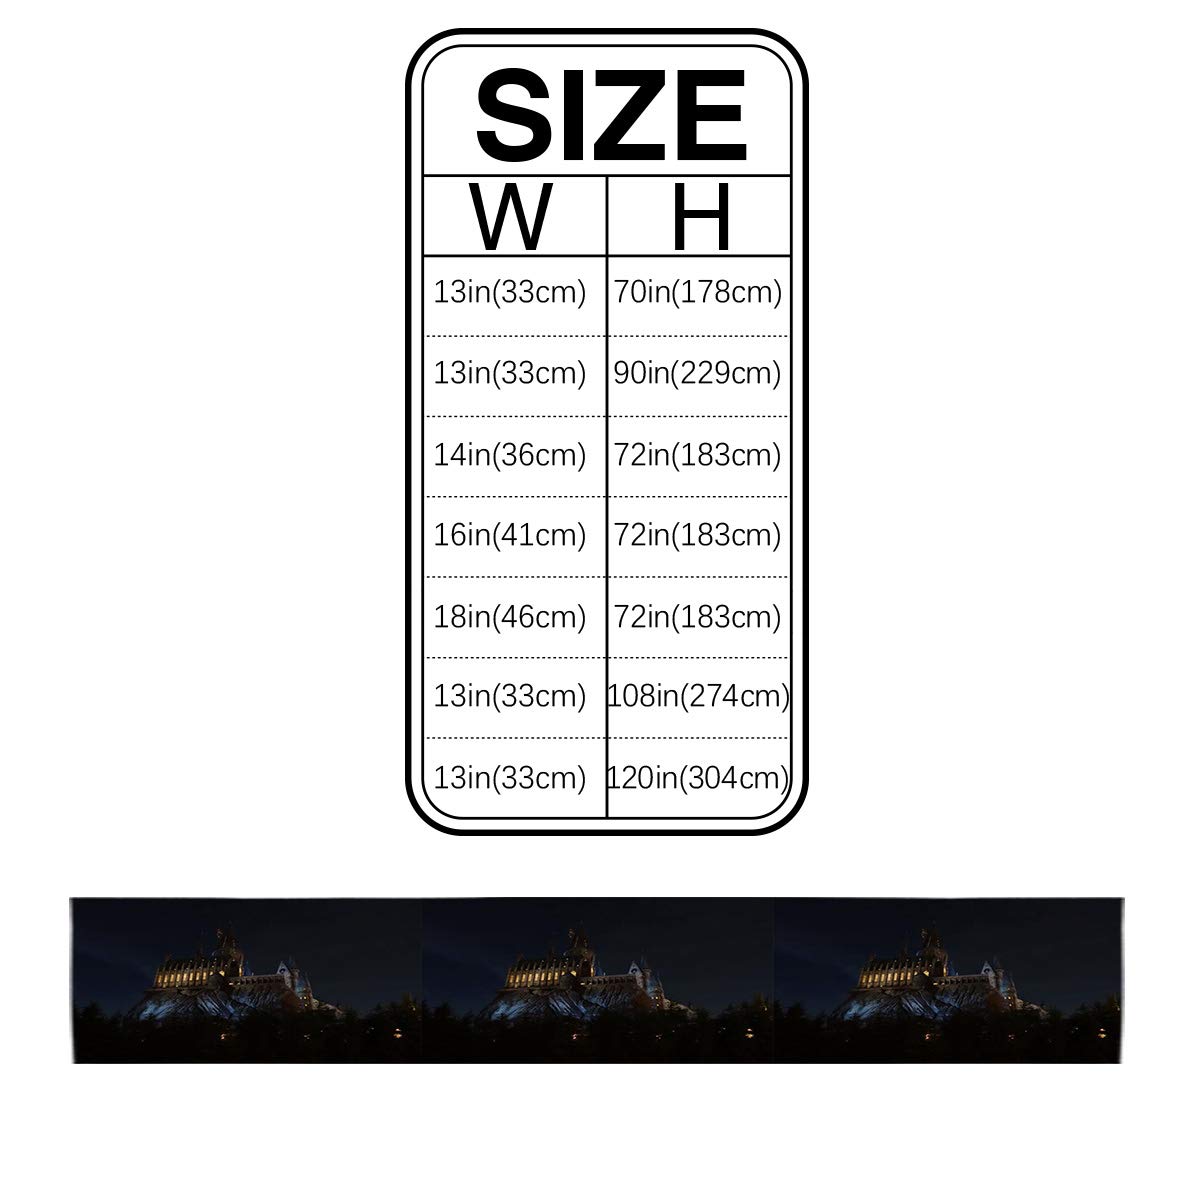 SIZE
W H
13in(33cm) 70in(178cm)
13in(33cm) 90in(229cm)
14in(36cm) 72in(183cm)
16in(41cm) 72in(183cm)
18in(46cm) 72in(183cm)
13in(33cm) 108in(274cm)
13in(33cm) 120in(304cm)